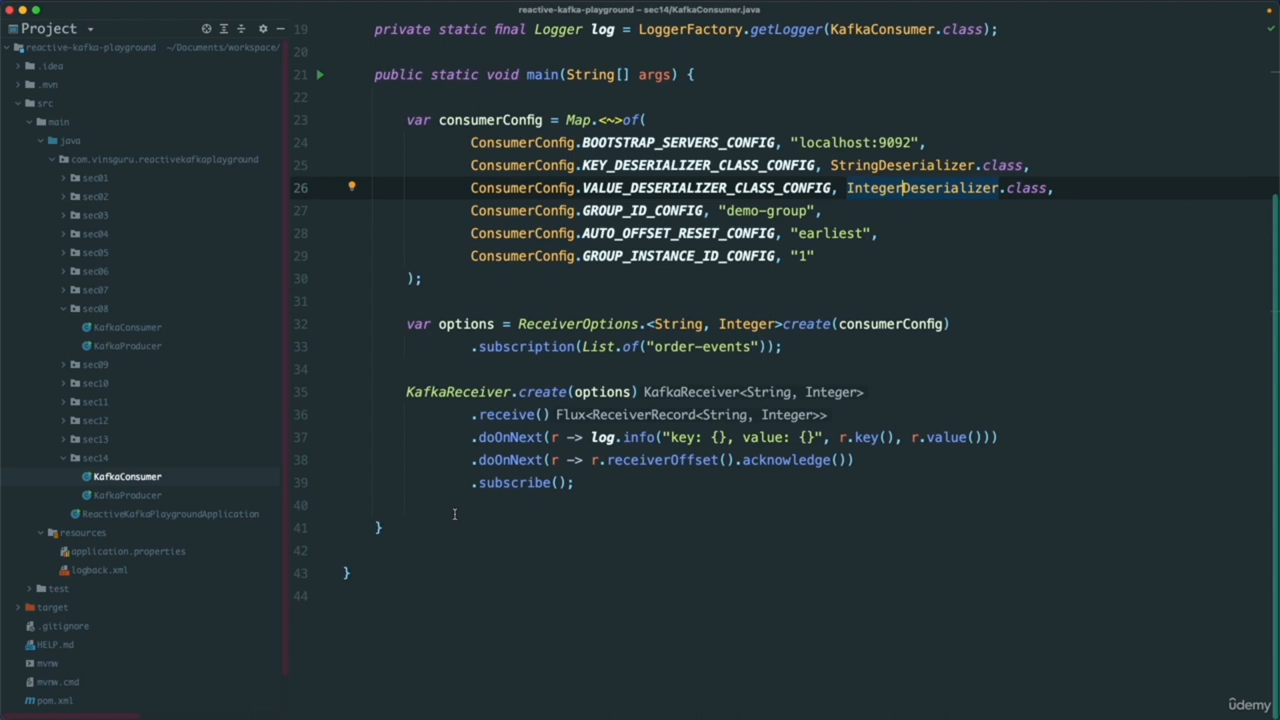 reactive-kafka-playground – sec14/KafkaConsumer.java
Project
reactive-kafka-playground ~/Documents/workspace/
.idea
.mvn
src
main
java
com.vinsguru.reactivekafkaplayground
sec01
sec02
sec03
sec04
sec05
sec06
sec07
sec08
KafkaConsumer
KafkaProducer
sec09
sec10
sec11
sec12
sec13
sec14
KafkaConsumer
KafkaProducer
ReactiveKafkaPlaygroundApplication
resources
application.properties
logback.xml
test
target
.gitignore
HELP.md
mvnw
mvnw.cmd
pom.xml
19 private static final Logger log = LoggerFactory.getLogger(KafkaConsumer.class);
20
21 public static void main(String[] args) {
22
23 var consumerConfig = Map.<~>of(
24 ConsumerConfig.BOOTSTRAP_SERVERS_CONFIG, "localhost:9092",
25 ConsumerConfig.KEY_DESERIALIZER_CLASS_CONFIG, StringDeserializer.class,
26 ConsumerConfig.VALUE_DESERIALIZER_CLASS_CONFIG, IntegerDeserializer.class,
27 ConsumerConfig.GROUP_ID_CONFIG, "demo-group",
28 ConsumerConfig.AUTO_OFFSET_RESET_CONFIG, "earliest",
29 ConsumerConfig.GROUP_INSTANCE_ID_CONFIG, "1"
30 );
31
32 var options = ReceiverOptions.<String, Integer>create(consumerConfig)
33 .subscription(List.of("order-events"));
34
35 KafkaReceiver.create(options) KafkaReceiver<String, Integer>
36 .receive() Flux<ReceiverRecord<String, Integer>>
37 .doOnNext(r -> log.info("key: {}, value: {}", r.key(), r.value()))
38 .doOnNext(r -> r.receiverOffset().acknowledge())
39 .subscribe();
40
41 }
42
43 }
44
udemy